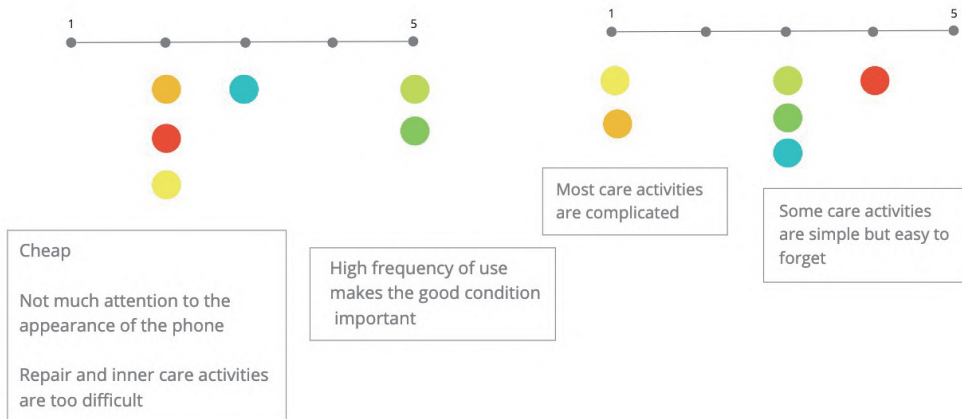 1
5
Cheap
Not much attention to the
appearance of the phone
Repair and inner care activities
are too difficult
High frequency of use
makes the good condition
important
1
5
Most care activities
are complicated
Some care activities
are simple but easy to
forget